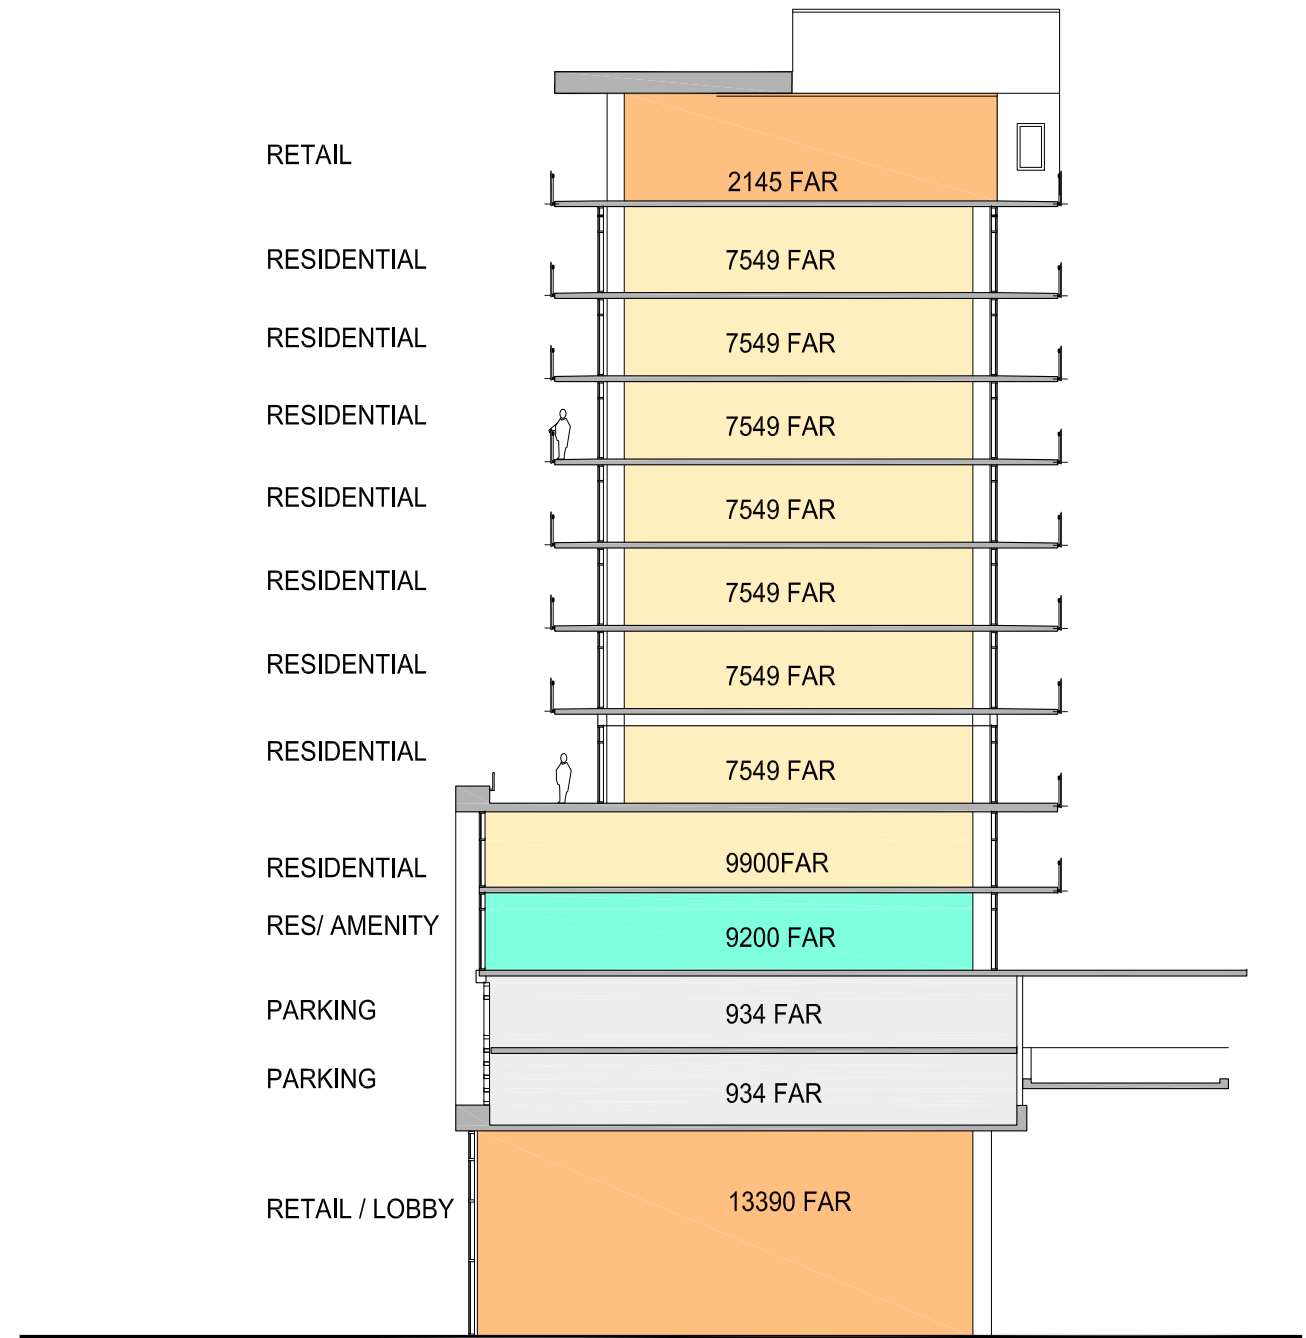 RETAIL
2145 FAR
RESIDENTIAL
7549 FAR
RESIDENTIAL
7549 FAR
RESIDENTIAL
7549 FAR
RESIDENTIAL
7549 FAR
RESIDENTIAL
7549 FAR
RESIDENTIAL
7549 FAR
RESIDENTIAL
7549 FAR
RESIDENTIAL
9900FAR
RES/ AMENITY
9200 FAR
PARKING
934 FAR
PARKING
934 FAR
RETAIL / LOBBY
13390 FAR